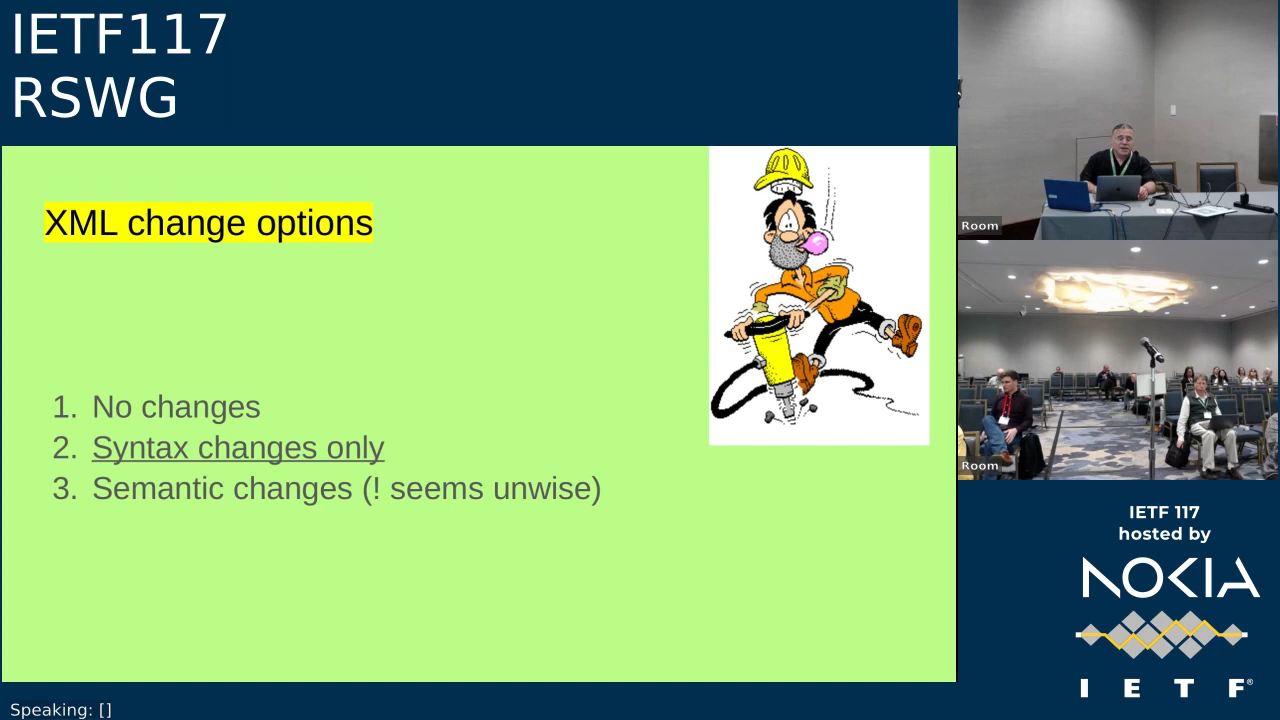 IETF117
RSWG
XML change options
1. No changes
2. Syntax changes only
3. Semantic changes (! seems unwise)
Speaking: []
Room
Room
IETF 117
hosted by
NOKIA
I E T F®